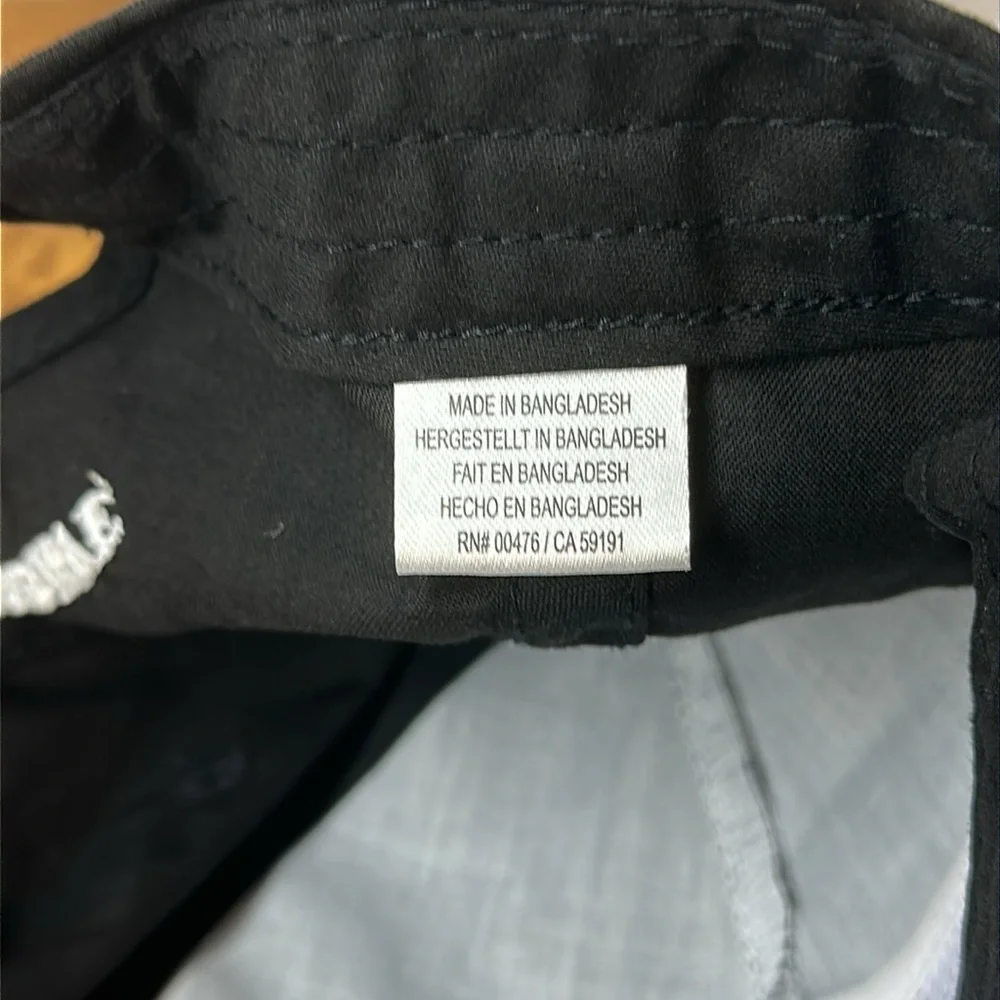 MADE IN BANGLADESH
HERGESTELLT IN BANGLADESH
FAIT EN BANGLADESH
HECHO EN BANGLADESH
RN# 00476 / CA 59191